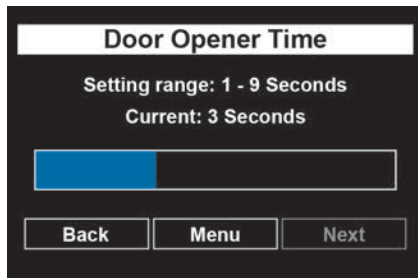 Door Opener Time
Setting range: 1 - 9 Seconds
Current: 3 Seconds
Back Menu Next